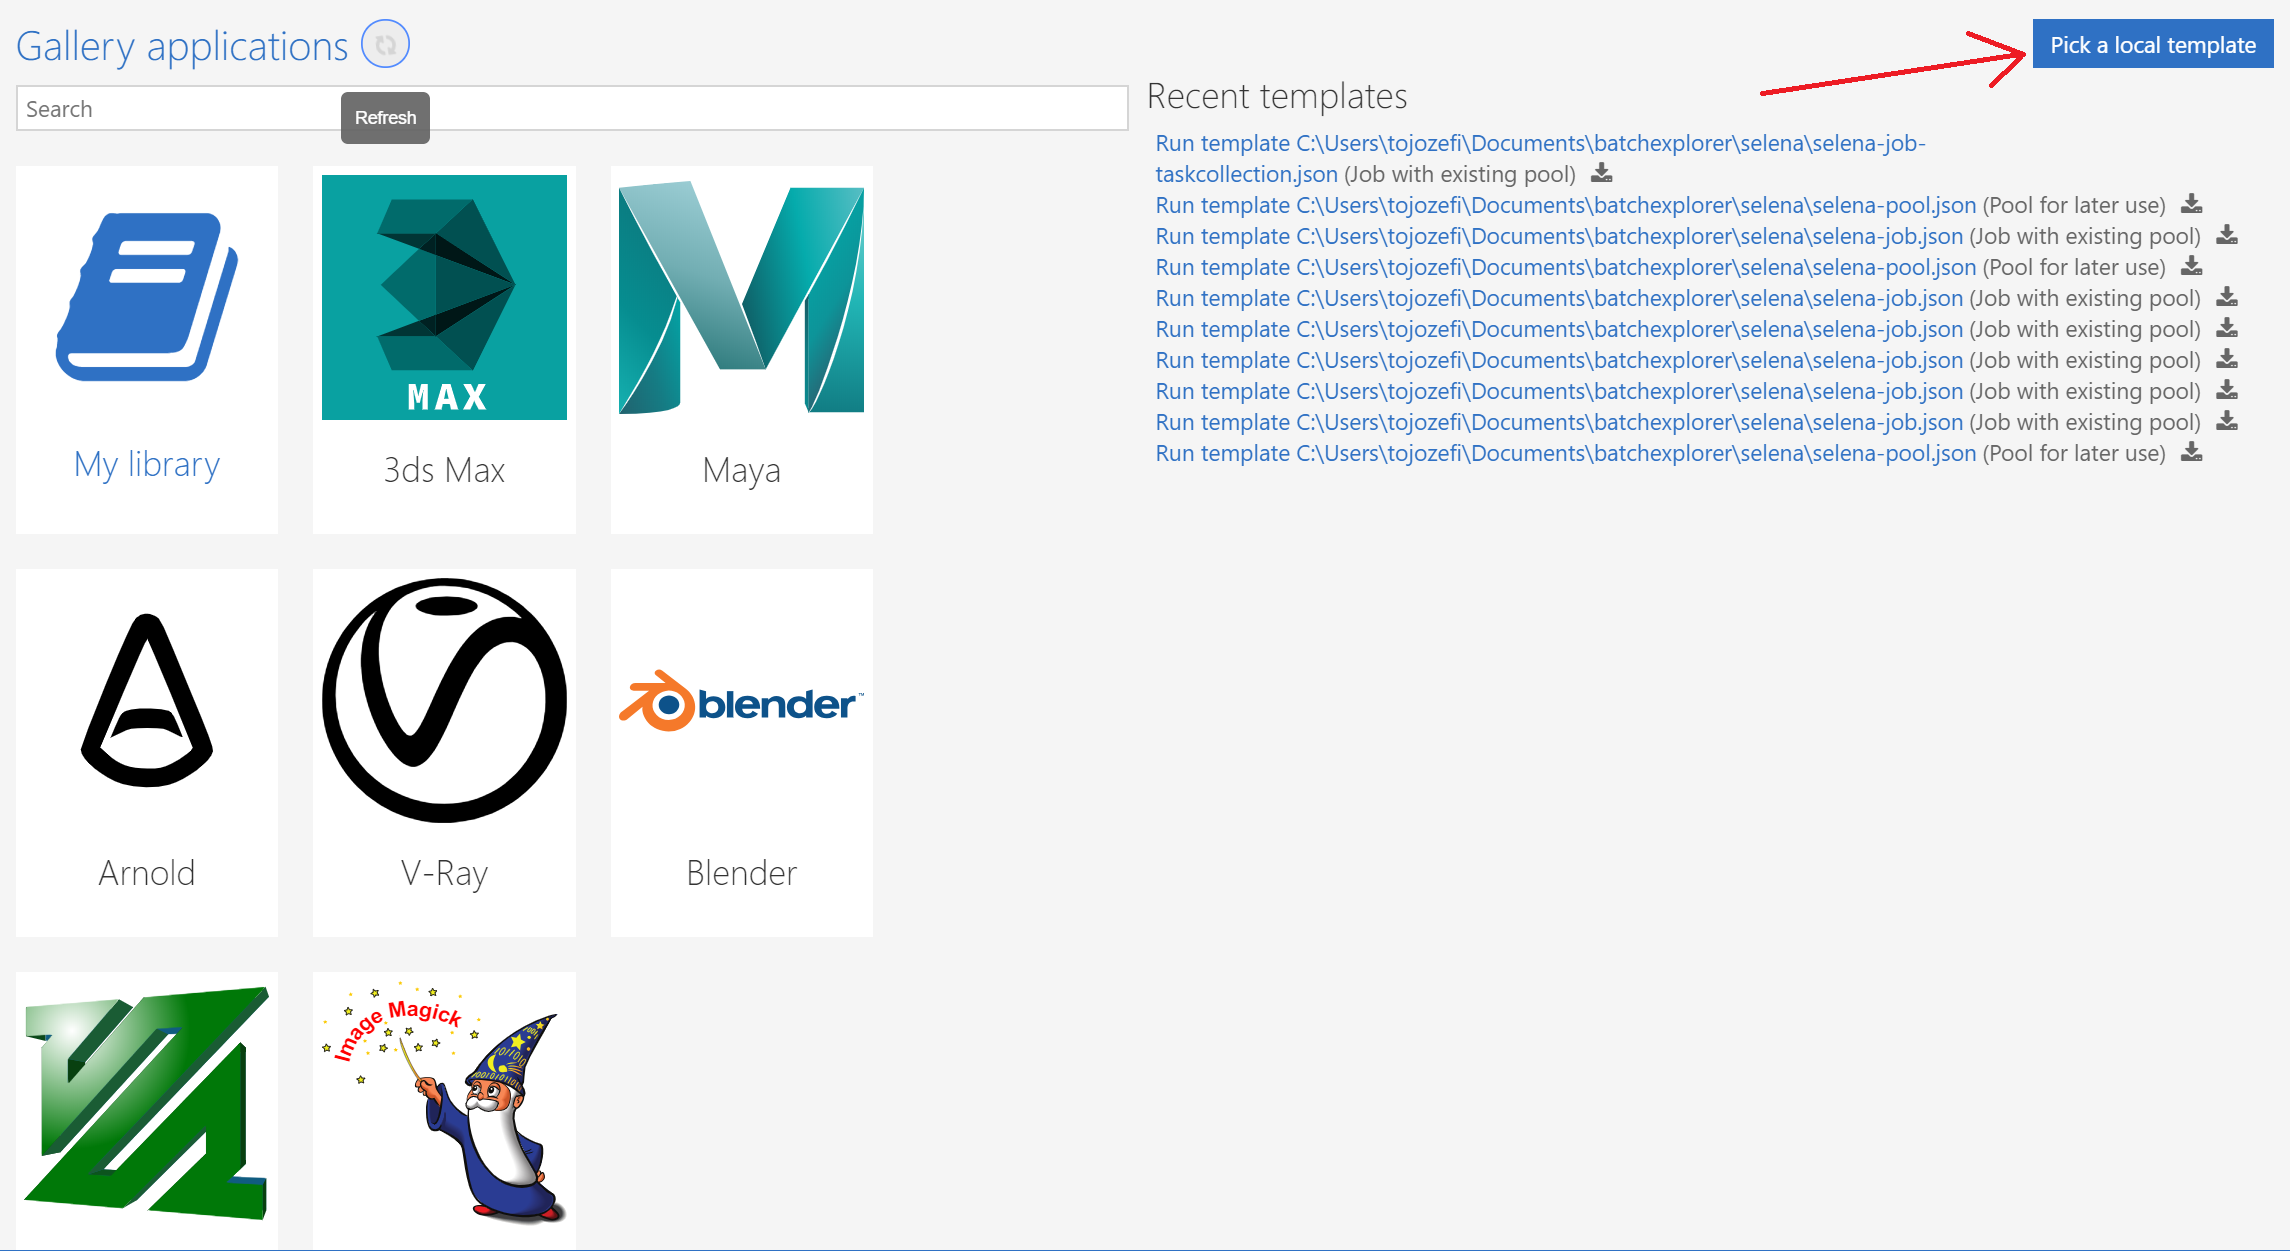 Gallery applications
Pick a local template
Search
Refresh
My library
MAX
3ds Max
Maya
Arnold
V-Ray
blender™
Blender
Image Magick
Recent templates
Run template C:\Users\tojozefi\Documents\batchexplorer\selena\selena-job-
taskcollection.json (Job with existing pool)
Run template C:\Users\tojozefi\Documents\batchexplorer\selena\selena-pool.json (Pool for later use)
Run template C:\Users\tojozefi\Documents\batchexplorer\selena\selena-job.json (Job with existing pool)
Run template C:\Users\tojozefi\Documents\batchexplorer\selena\selena-pool.json (Pool for later use)
Run template C:\Users\tojozefi\Documents\batchexplorer\selena\selena-job.json (Job with existing pool)
Run template C:\Users\tojozefi\Documents\batchexplorer\selena\selena-job.json (Job with existing pool)
Run template C:\Users\tojozefi\Documents\batchexplorer\selena\selena-job.json (Job with existing pool)
Run template C:\Users\tojozefi\Documents\batchexplorer\selena\selena-job.json (Job with existing pool)
Run template C:\Users\tojozefi\Documents\batchexplorer\selena\selena-job.json (Job with existing pool)
Run template C:\Users\tojozefi\Documents\batchexplorer\selena\selena-pool.json (Pool for later use)